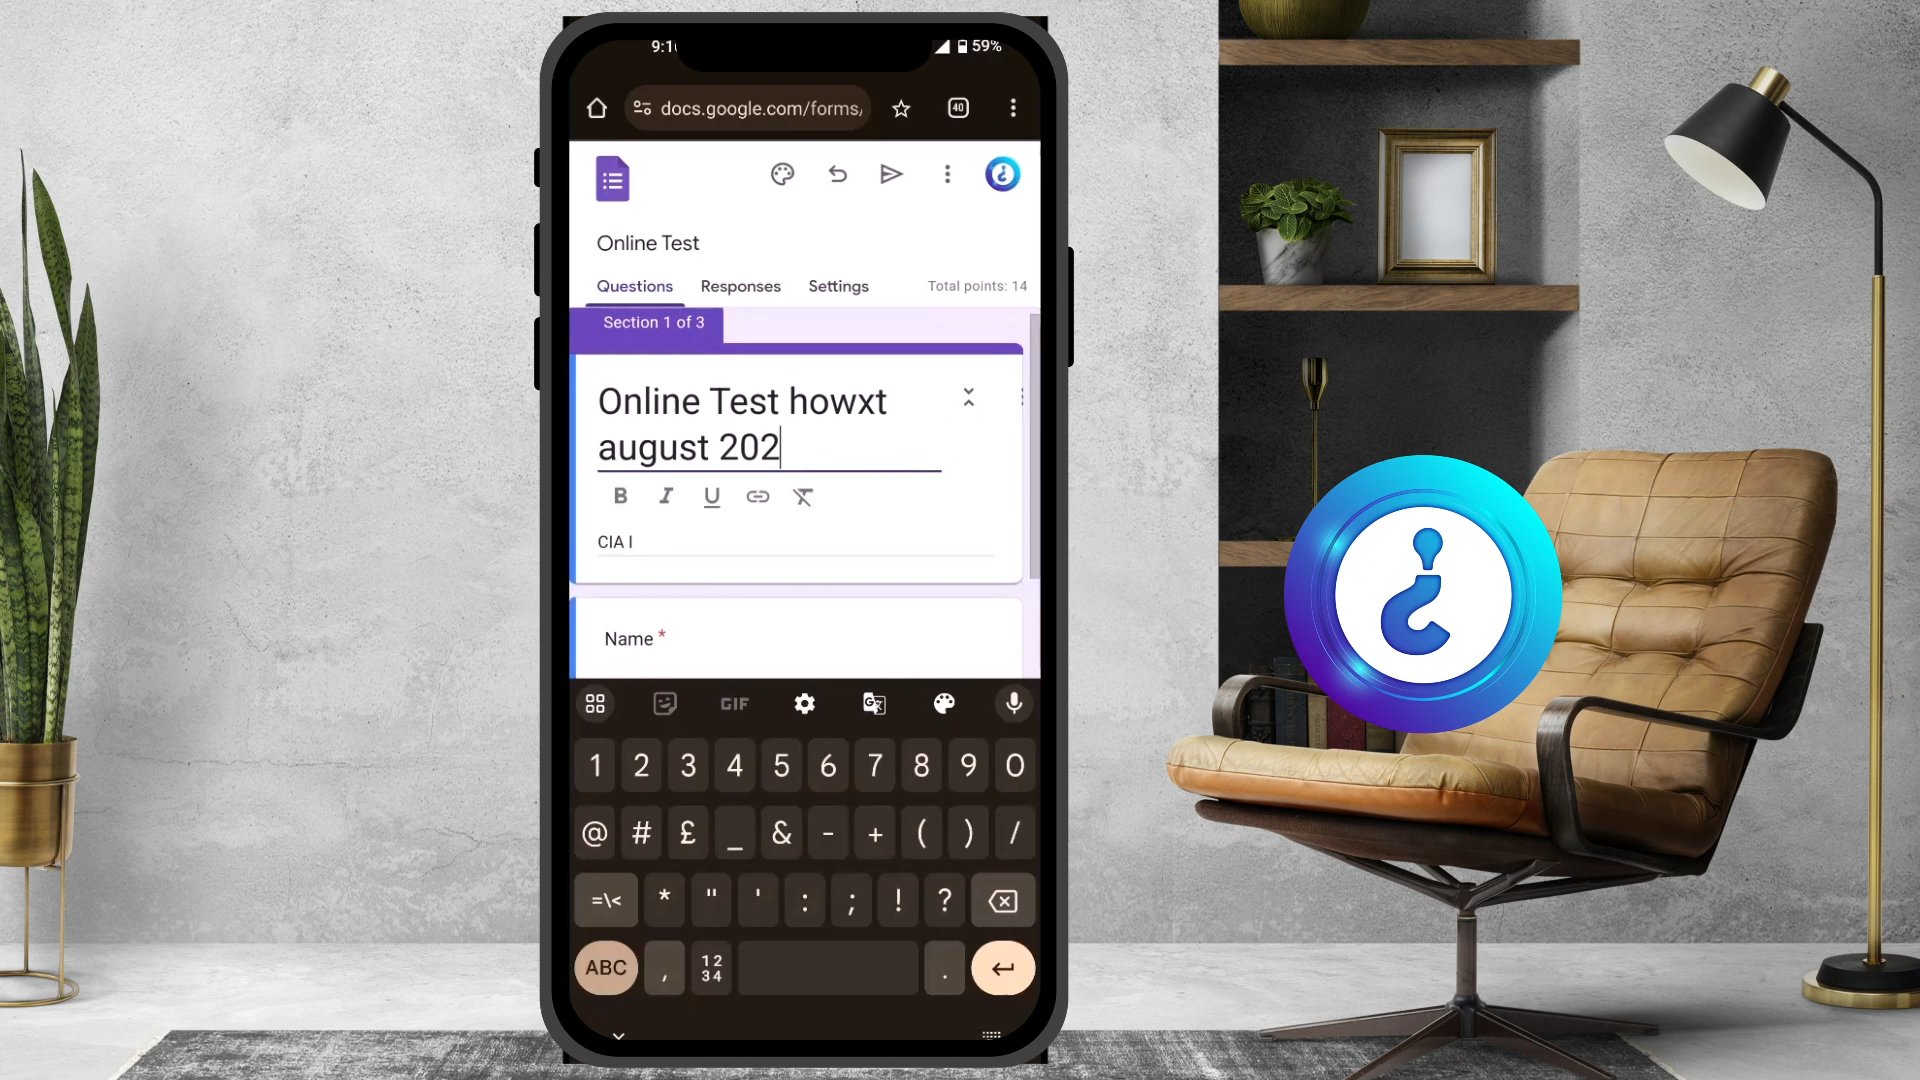 9:1
59%
docs.google.com/forms/
40
Online Test
Questions Responses Settings Total points: 14
Section 1 of 3
Online Test howxt
august 202
B I U
CIA I
Name *
GIF
1 2 3 4 5 6 7 8 9 0
@ # £ _ & - + ( ) /
=\< * " ' : ; ! ?
ABC , 12 34 .